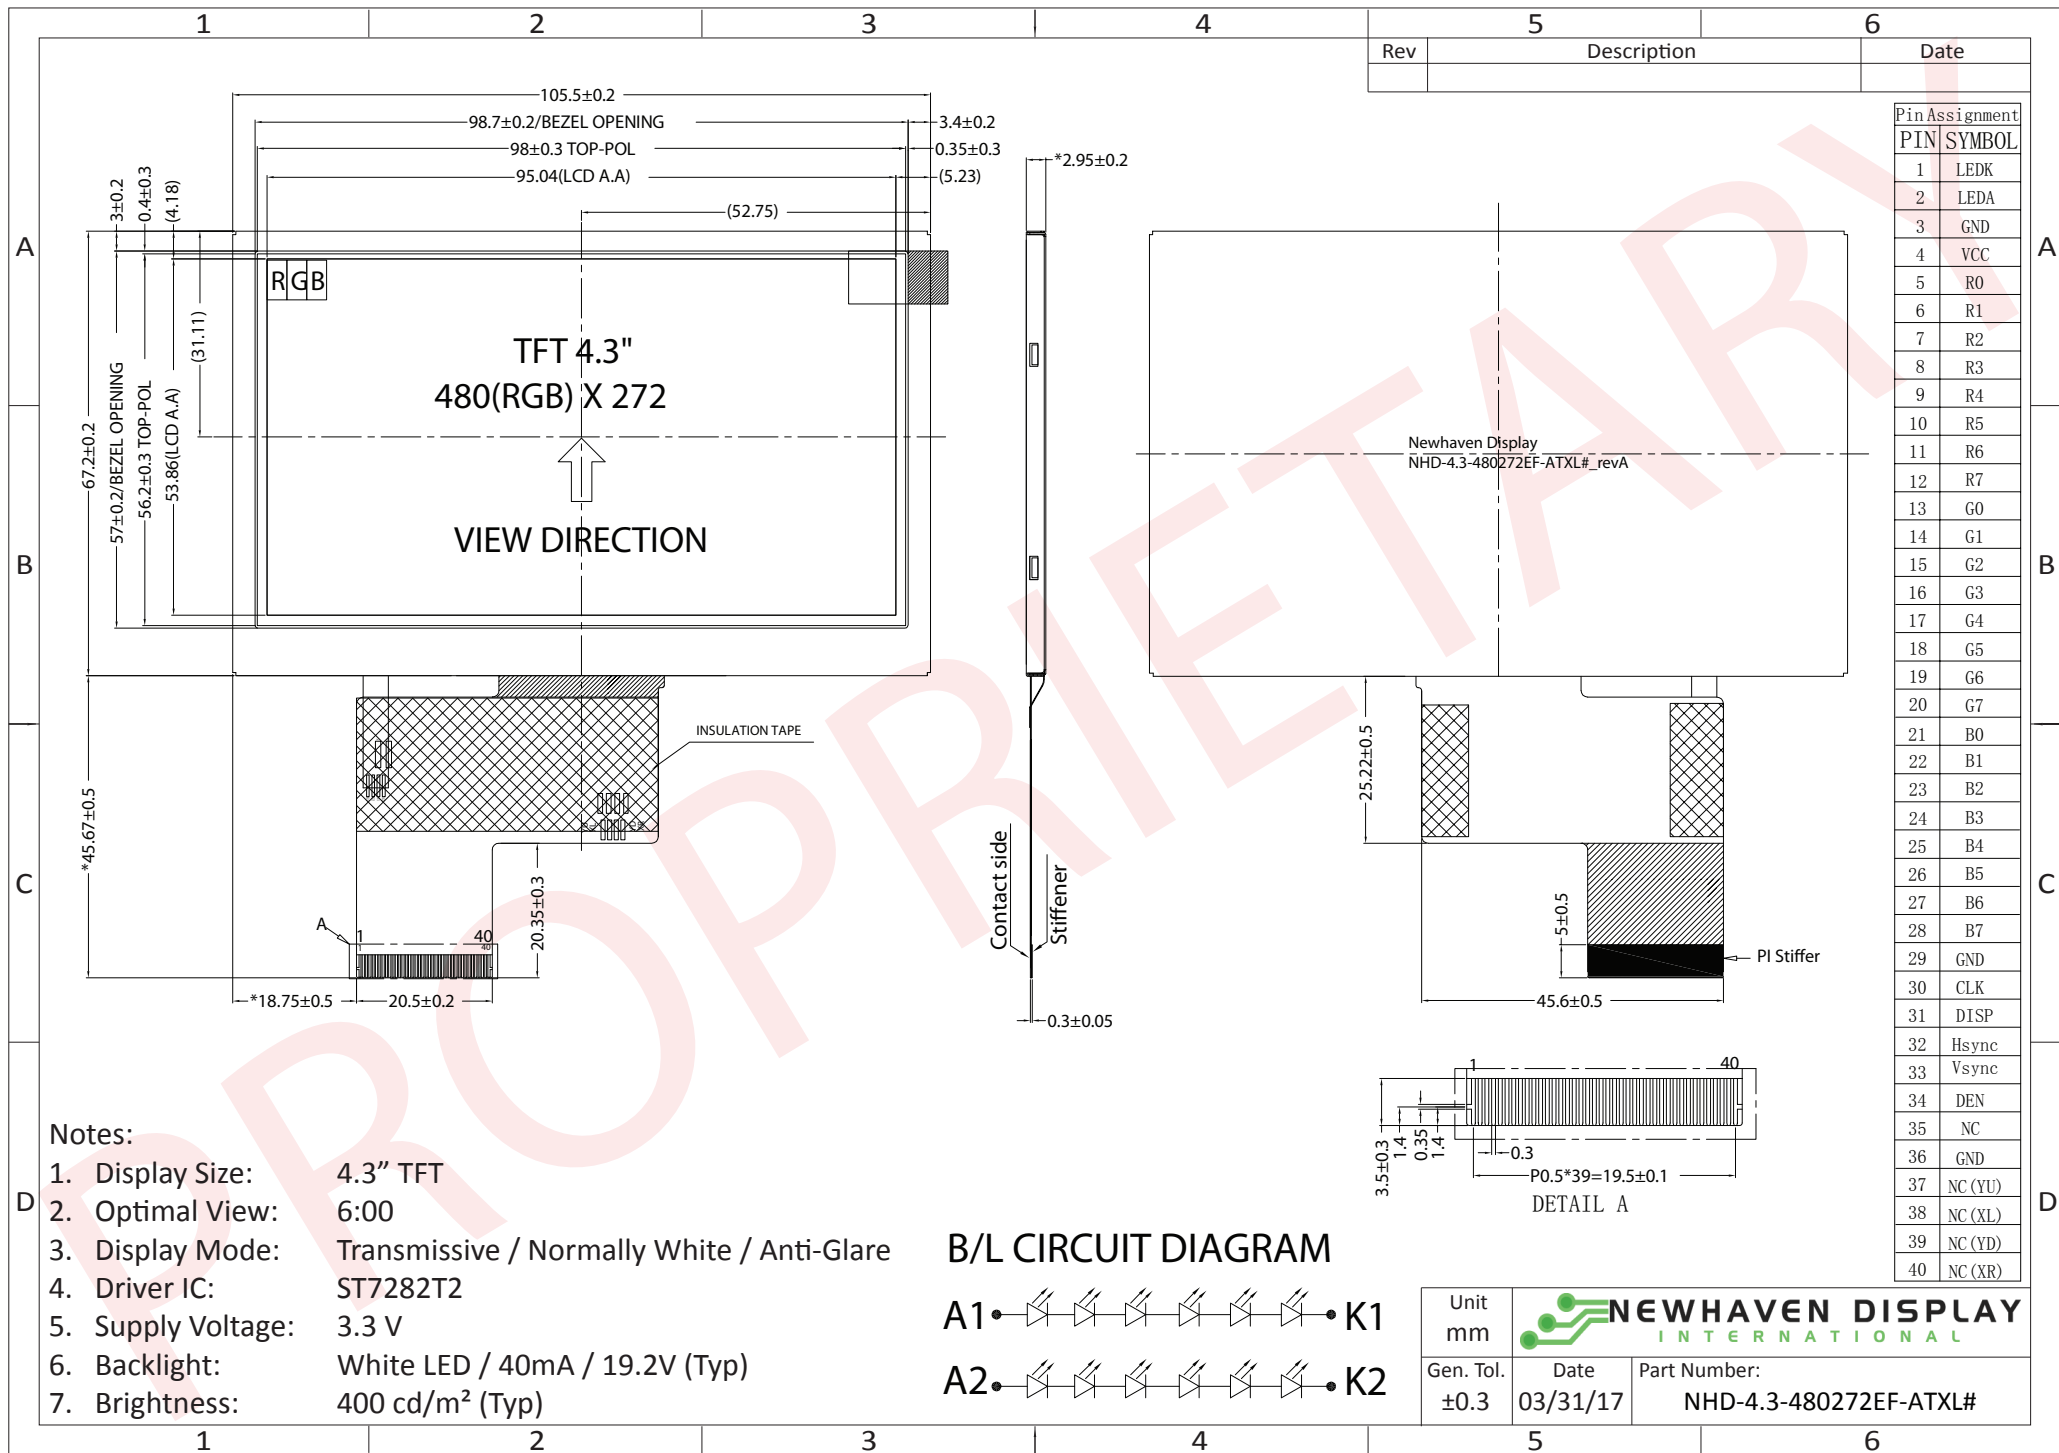 1 2 3 4 5 6
Rev Description Date
105.5±0.2
98.7±0.2/BEZEL OPENING
3.4±0.2
98±0.3 TOP-POL
0.35±0.3
95.04(LCD A.A)
(5.23)
(52.75)
3±0.2
0.4±0.3
(4.18)
(31.11)
67.2±0.2
57±0.2/BEZEL OPENING
56.2±0.3 TOP-POL
53.86(LCD A.A)
A
B
C
D
RGB
TFT 4.3"
480(RGB) X 272
VIEW DIRECTION
INSULATION TAPE
*45.67±0.5
20.35±0.3
A
1 40
1 40
*18.75±0.5
20.5±0.2
*2.95±0.2
Contact side
Stiffener
0.3±0.05
Newhaven Display
NHD-4.3-480272EF-ATXL#_revA
25.22±0.5
5±0.5
PI Stiffer
45.6±0.5
1 40
3.5±0.3
1.4
0.35
1.4
0.3
P0.5*39=19.5±0.1
DETAIL A
Pin Assignment
PIN SYMBOL
1 LEDK
2 LEDA
3 GND
4 VCC
5 R0
6 R1
7 R2
8 R3
9 R4
10 R5
11 R6
12 R7
13 G0
14 G1
15 G2
16 G3
17 G4
18 G5
19 G6
20 G7
21 B0
22 B1
23 B2
24 B3
25 B4
26 B5
27 B6
28 B7
29 GND
30 CLK
31 DISP
32 Hsync
33 Vsync
34 DEN
35 NC
36 GND
37 NC(YU)
38 NC(XL)
39 NC(YD)
40 NC(XR)
A
B
C
D
Notes:
1. Display Size: 4.3” TFT
2. Optimal View: 6:00
3. Display Mode: Transmissive / Normally White / Anti-Glare
4. Driver IC: ST7282T2
5. Supply Voltage: 3.3 V
6. Backlight: White LED / 40mA / 19.2V (Typ)
7. Brightness: 400 cd/m² (Typ)
B/L CIRCUIT DIAGRAM
A1 K1
A2 K2
Unit
mm
NEWHAVEN DISPLAY
INTERNATIONAL
Gen. Tol.
±0.3
Date
03/31/17
Part Number:
NHD-4.3-480272EF-ATXL#
1 2 3 4 5 6
PROPRIETARY